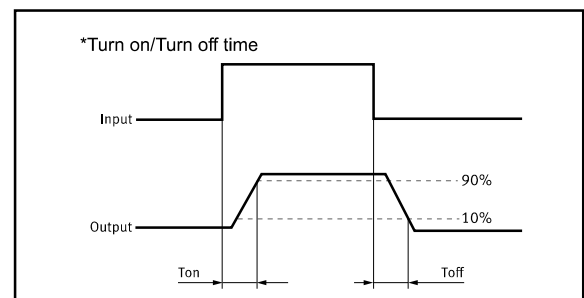 *Turn on/Turn off time
Input
90%
10%
Output
Ton
Toff